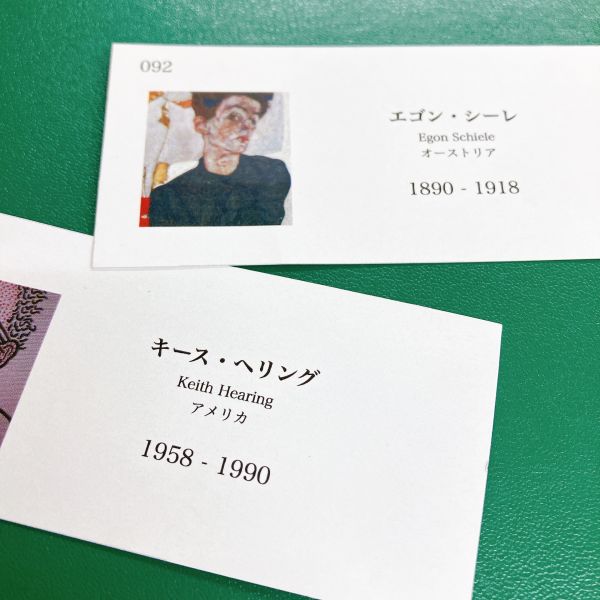 092
エゴン・シーレ
Egon Schiele
オーストリア
1890 - 1918
キース・ヘリング
Keith Hearing
アメリカ
1958 - 1990